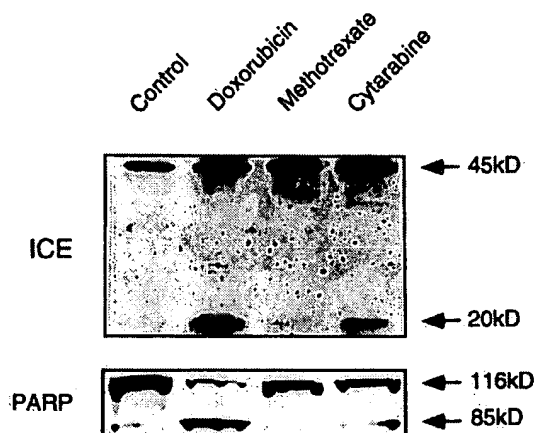 Control Doxorubicin Methotrexate Cytarabine
45kD
ICE
20kD
116kD
PARP
85kD